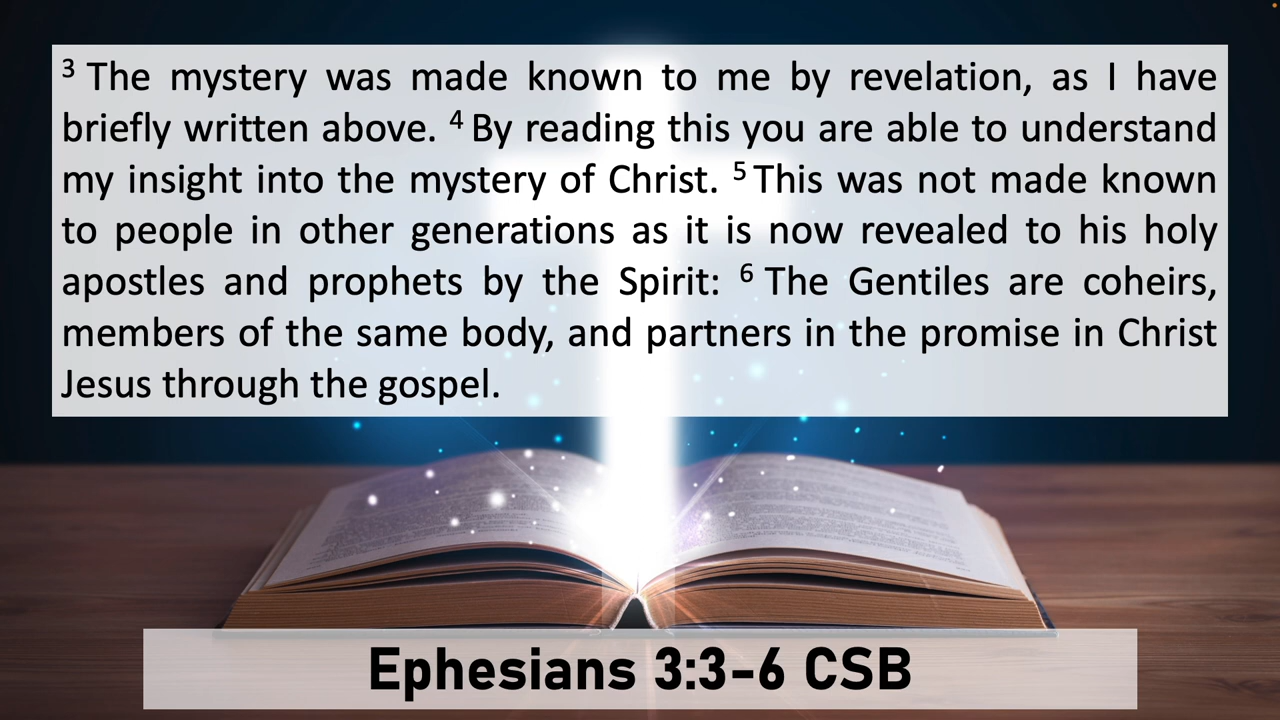 ³ The mystery was made known to me by revelation, as I have
briefly written above. ⁴ By reading this you are able to understand
my insight into the mystery of Christ. ⁵ This was not made known
to people in other generations as it is now revealed to his holy
apostles and prophets by the Spirit: ⁶ The Gentiles are coheirs,
members of the same body, and partners in the promise in Christ
Jesus through the gospel.
Ephesians 3:3-6 CSB